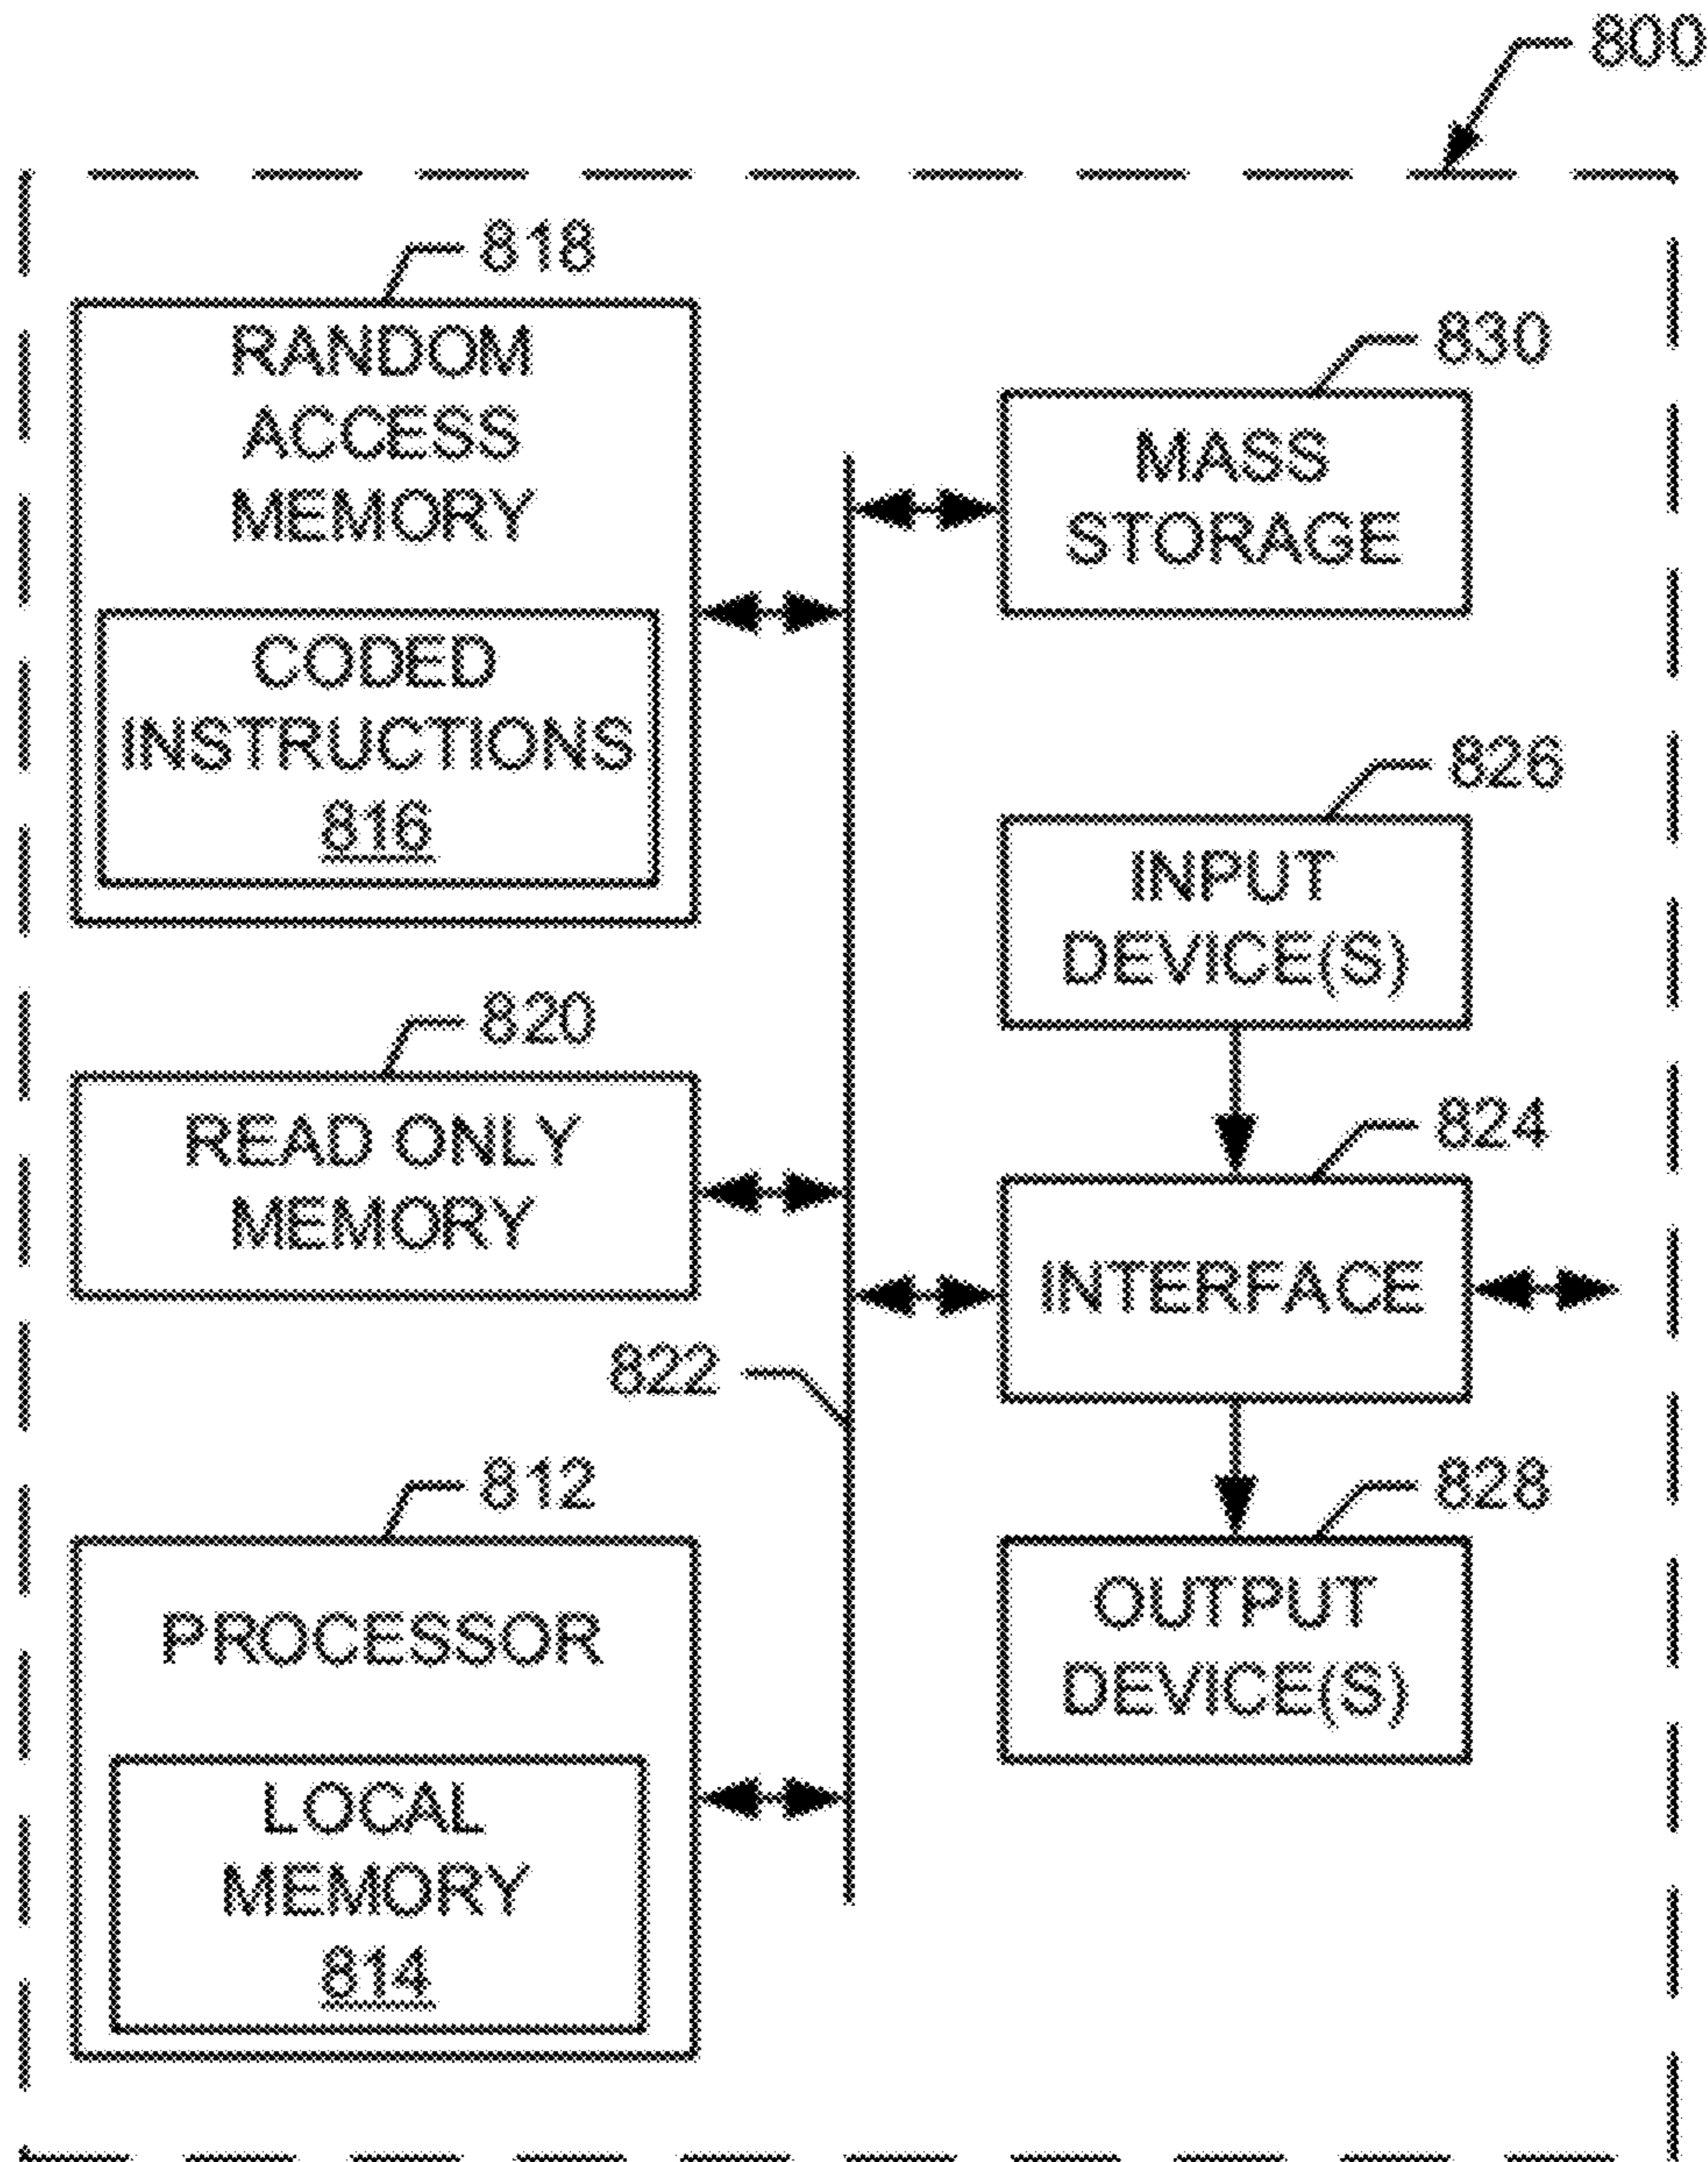 800
818
RANDOM
ACCESS
MEMORY
CODED
INSTRUCTIONS
816
830
MASS
STORAGE
826
INPUT
DEVICE(S)
820
READ ONLY
MEMORY
824
INTERFACE
822
812
PROCESSOR
LOCAL
MEMORY
814
828
OUTPUT
DEVICE(S)